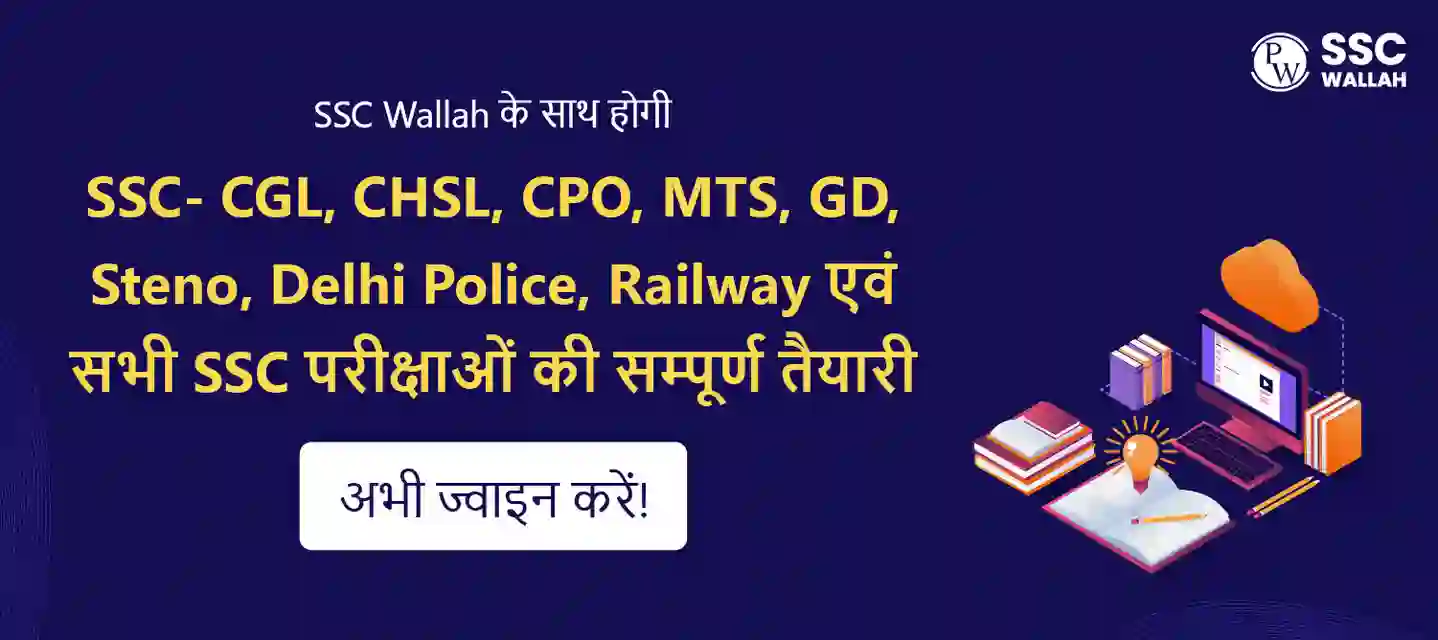 PW
SSC
WALLAH
SSC Wallah के साथ होगी
SSC- CGL, CHSL, CPO, MTS, GD,
Steno, Delhi Police, Railway एवं
सभी SSC परीक्षाओं की सम्पूर्ण तैयारी
अभी ज्वाइन करें!